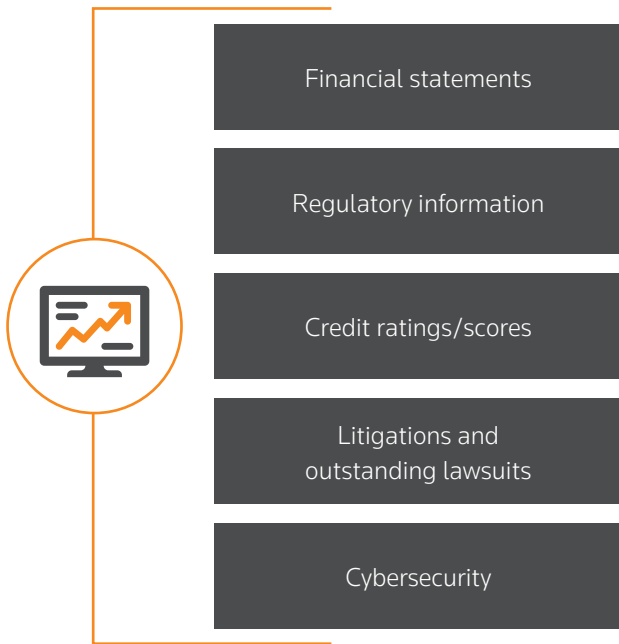 Financial statements
Regulatory information
Credit ratings/scores
Litigations and
outstanding lawsuits
Cybersecurity